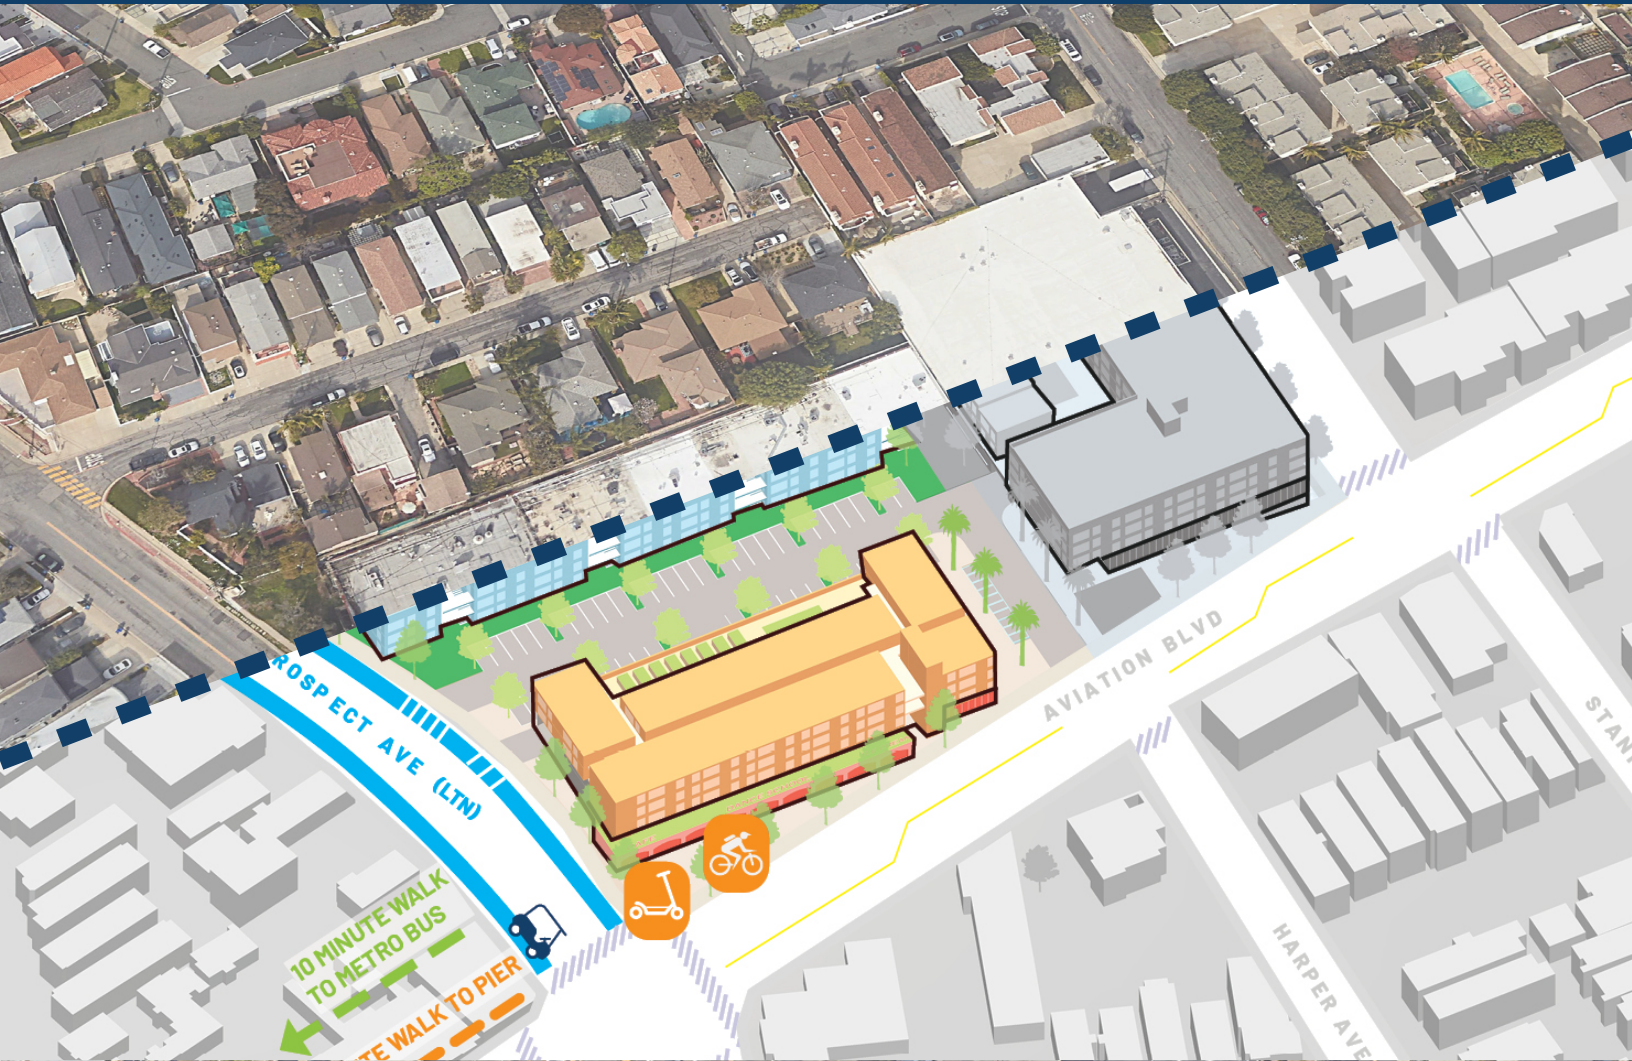 ROSPECT AVE (LTN)
AVIATION BLVD
STAN
HARPER AVE
10 MINUTE WALK
TO METRO BUS
TE WALK TO PIER